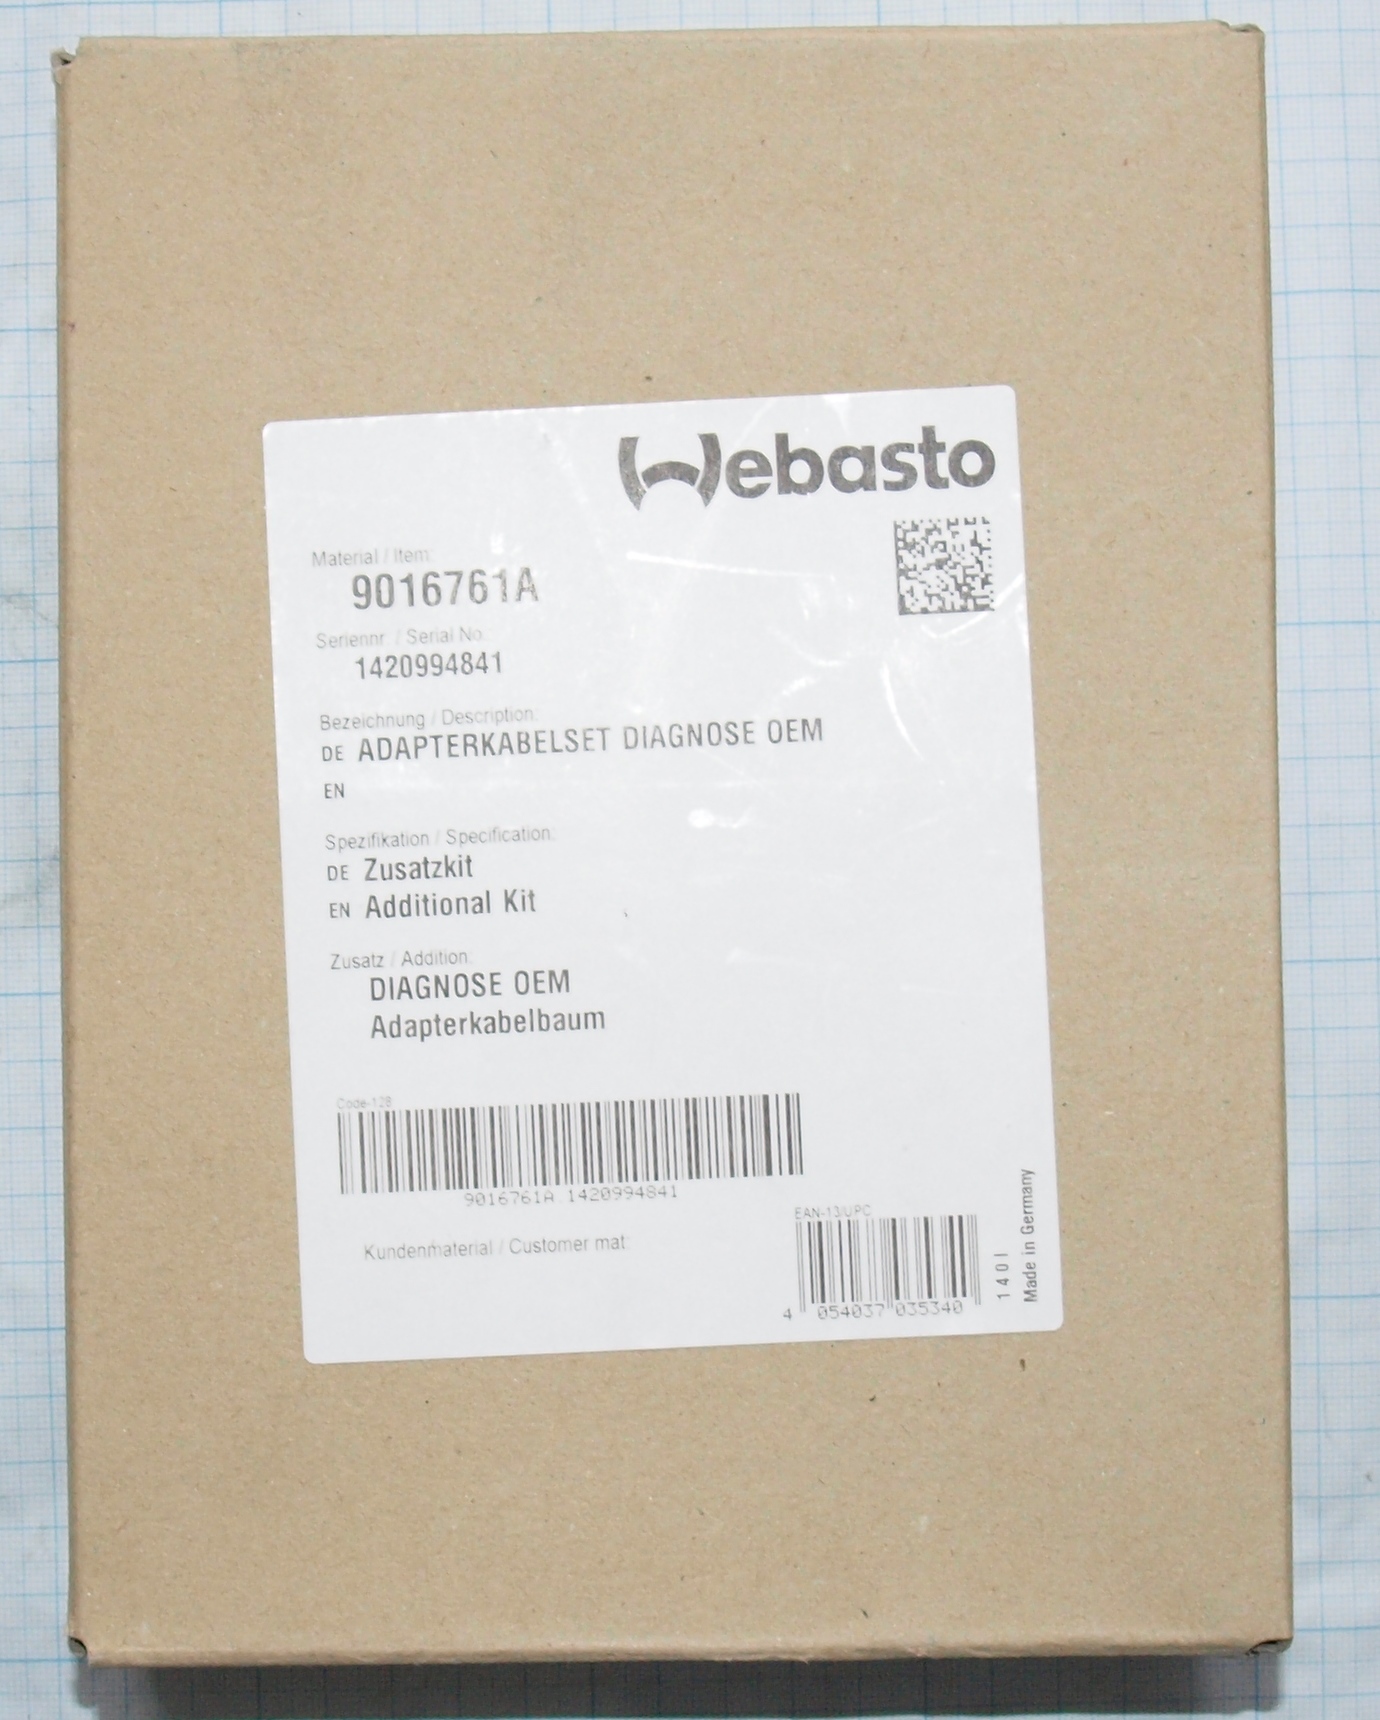 Webasto
Material / Item:
9016761A
Seriennr. / Serial No.:
1420994841
Bezeichnung / Description:
DE ADAPTERKABELSET DIAGNOSE OEM
EN
Spezifikation / Specification:
DE Zusatzkit
EN Additional Kit
Zusatz / Addition:
DIAGNOSE OEM
Adapterkabelbaum
Code-128
9016761A.1420994841
Kundenmaterial / Customer mat:
EAN-13/UPC
4 054037 035340
140I
Made in Germany